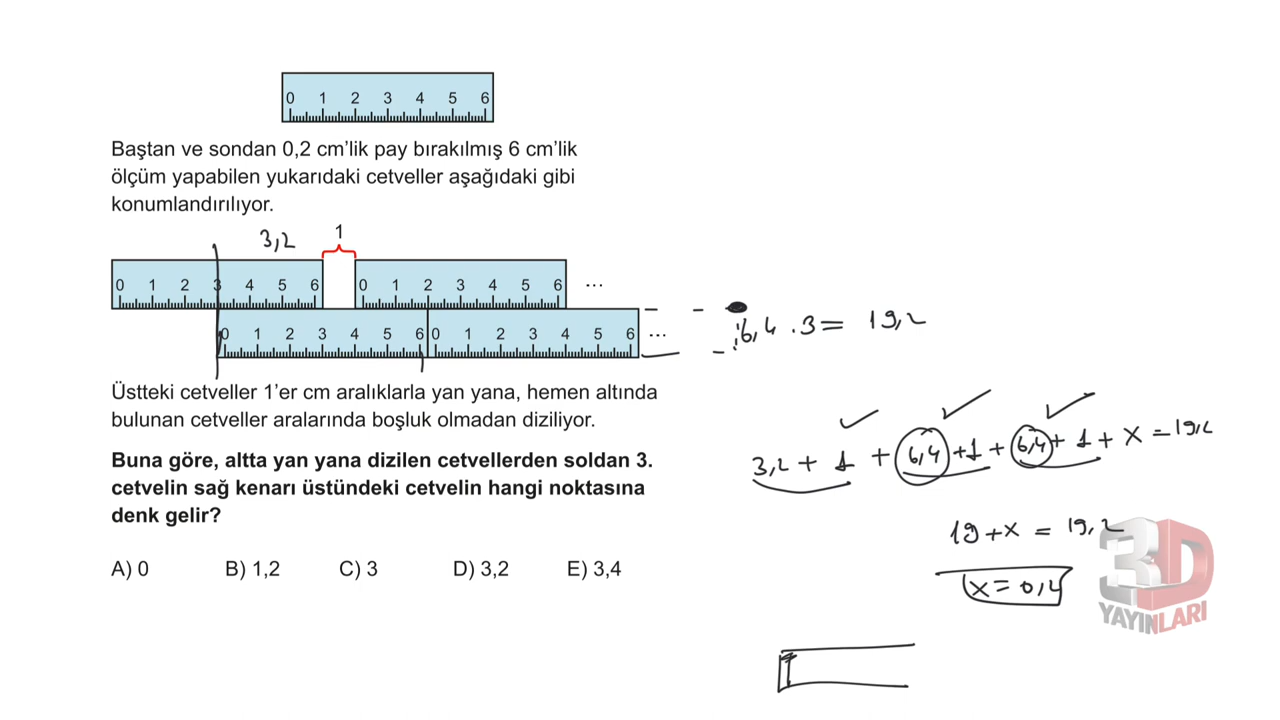 0 1 2 3 4 5 6
Baştan ve sondan 0,2 cm'lik pay bırakılmış 6 cm'lik
ölçüm yapabilen yukarıdaki cetveller aşağıdaki gibi
konumlandırılıyor.
3,2 1
0 1 2 3 4 5 6 0 1 2 3 4 5 6 ...
0 1 2 3 4 5 6 0 1 2 3 4 5 6 ...
6,4 . 3 = 19,2
Üstteki cetveller 1'er cm aralıklarla yan yana, hemen altında
bulunan cetveller aralarında boşluk olmadan diziliyor.
3,2 + 1 + 6,4 + 1 + 6,4 + 1 + x = 19,2
Buna göre, altta yan yana dizilen cetvellerden soldan 3.
cetvelin sağ kenarı üstündeki cetvelin hangi noktasına
denk gelir?
19 + x = 19,2
x = 0,2
A) 0 B) 1,2 C) 3 D) 3,2 E) 3,4
3D
YAYINLARI